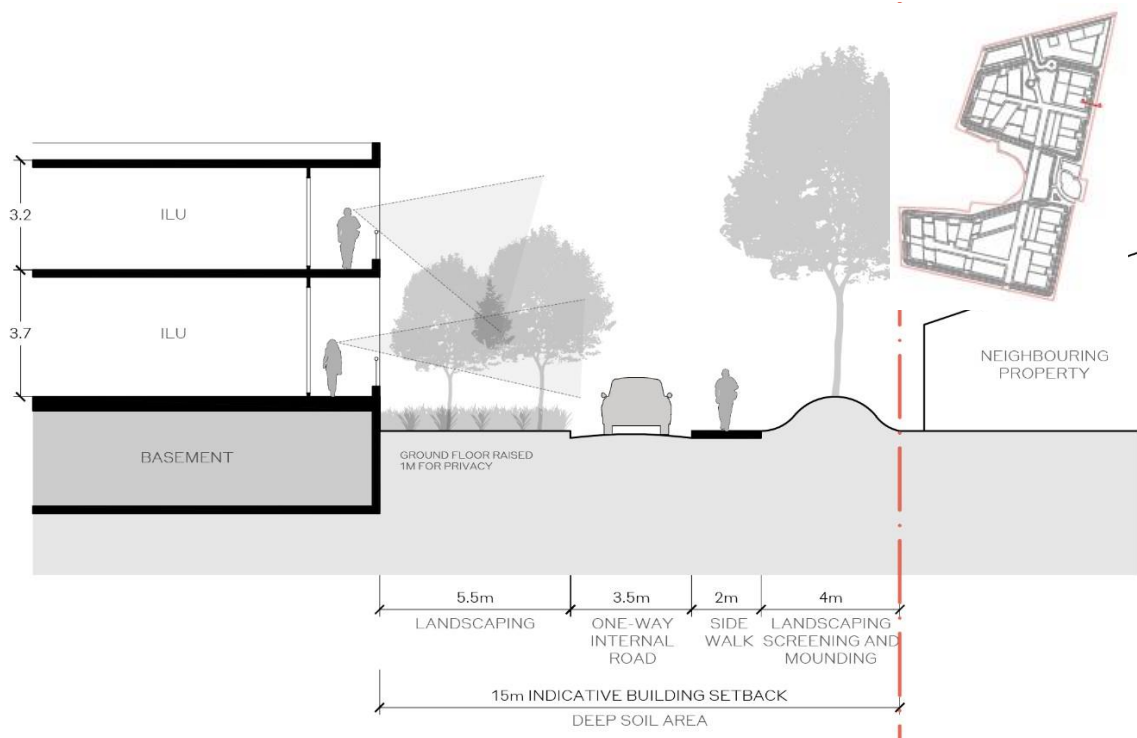 3.2
ILU
3.7
ILU
NEIGHBOURING
PROPERTY
BASEMENT
GROUND FLOOR RAISED
1M FOR PRIVACY
5.5m
3.5m
2m
4m
LANDSCAPING
ONE-WAY
INTERNAL
ROAD
SIDE
WALK
LANDSCAPING
SCREENING AND
MOUNDING
15m INDICATIVE BUILDING SETBACK
DEEP SOIL AREA